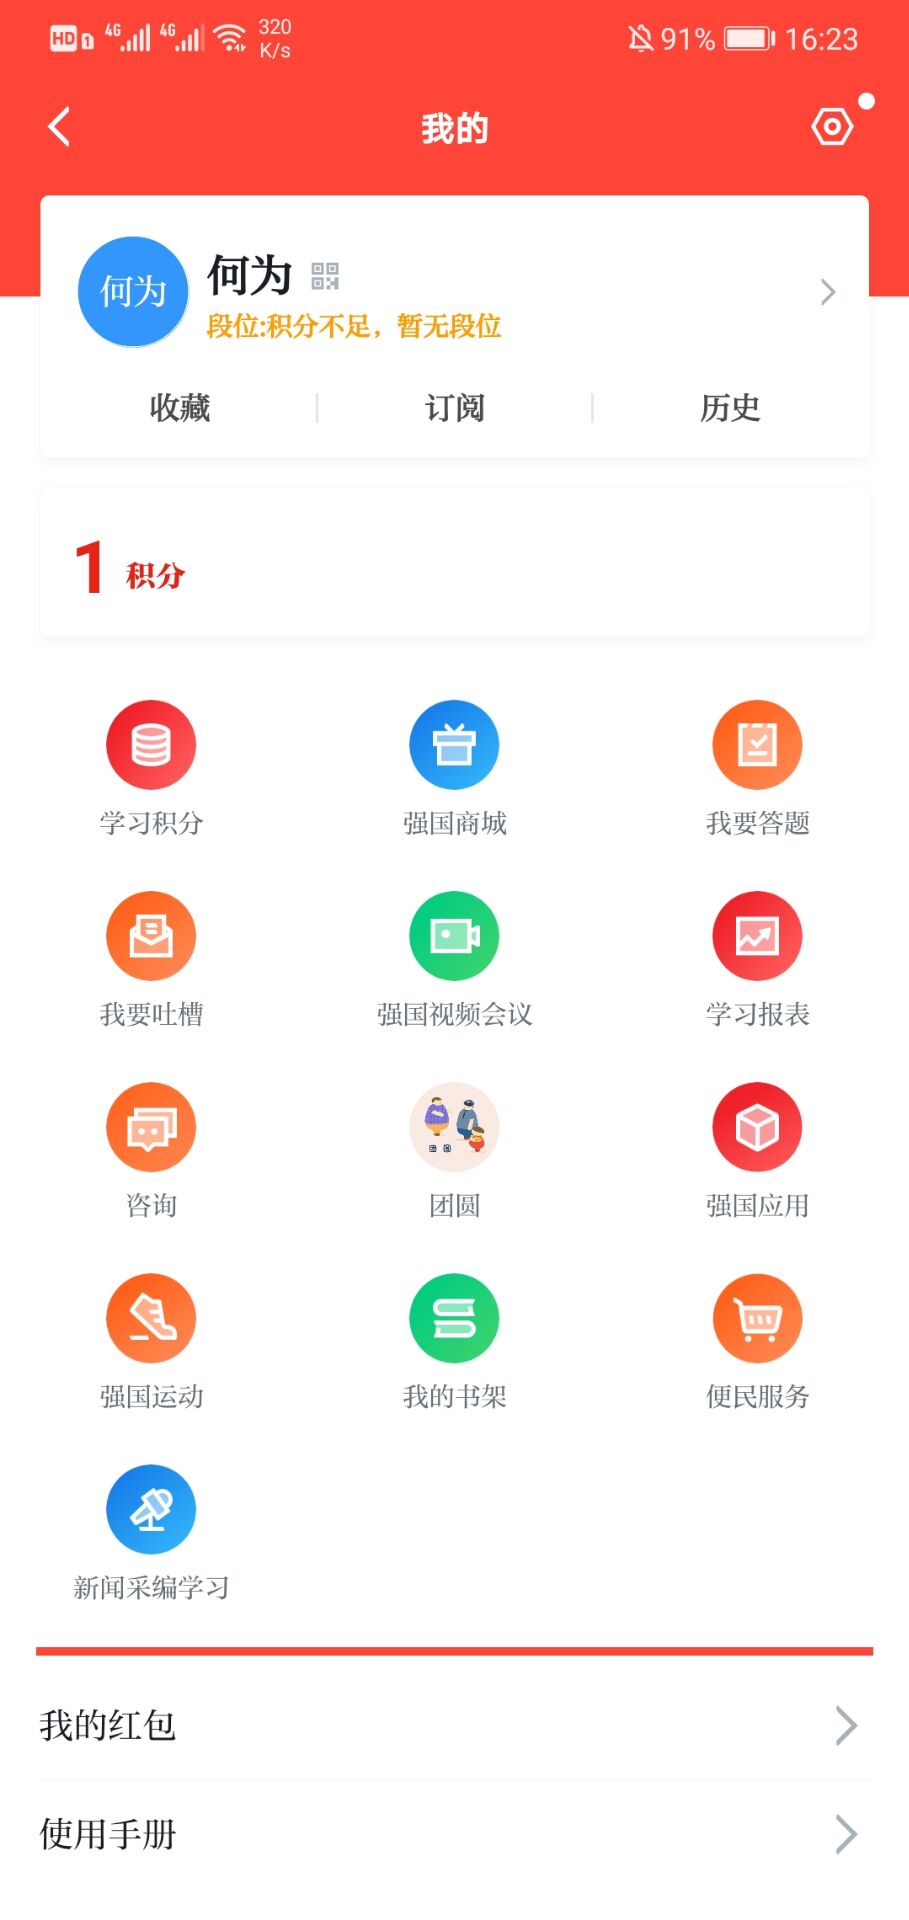 HD 1 4G 4G 320 K/s 91% 16:23
我的
何为 何为
段位:积分不足，暂无段位
收藏 订阅 历史
1 积分
学习积分 强国商城 我要答题
我要吐槽 强国视频会议 学习报表
咨询 团圆 强国应用
强国运动 我的书架 便民服务
新闻采编学习
我的红包
使用手册